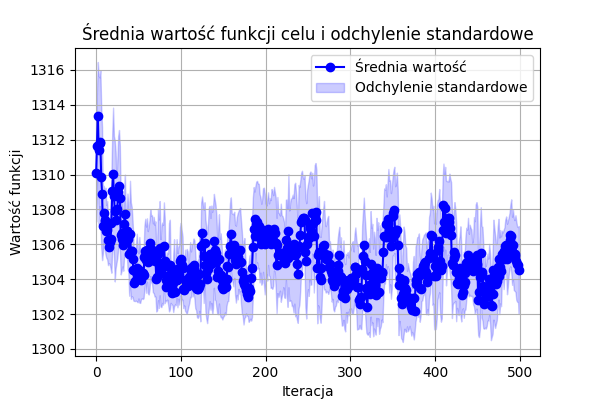 Średnia wartość funkcji celu i odchylenie standardowe
Średnia wartość
Odchylenie standardowe
Wartość funkcji
1316
1314
1312
1310
1308
1306
1304
1302
1300
0 100 200 300 400 500
Iteracja